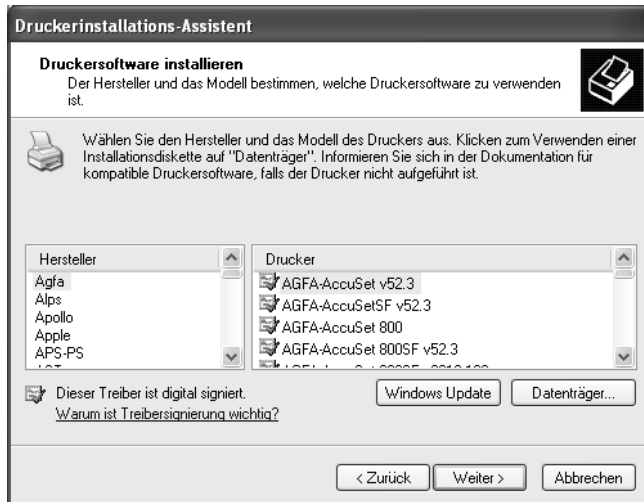 Druckerinstallations-Assistent
Druckersoftware installieren
Der Hersteller und das Modell bestimmen, welche Druckersoftware zu verwenden
ist.
Wählen Sie den Hersteller und das Modell des Druckers aus. Klicken zum Verwenden einer
Installationsdiskette auf "Datenträger". Informieren Sie sich in der Dokumentation für
kompatible Druckersoftware, falls der Drucker nicht aufgeführt ist.
Hersteller
Agfa
Alps
Apollo
Apple
APS-PS
Drucker
AGFA-AccuSet v52.3
AGFA-AccuSetSF v52.3
AGFA-AccuSet 800
AGFA-AccuSet 800SF v52.3
Dieser Treiber ist digital signiert.
Warum ist Treibersignierung wichtig?
Windows Update
Datenträger...
< Zurück
Weiter >
Abbrechen